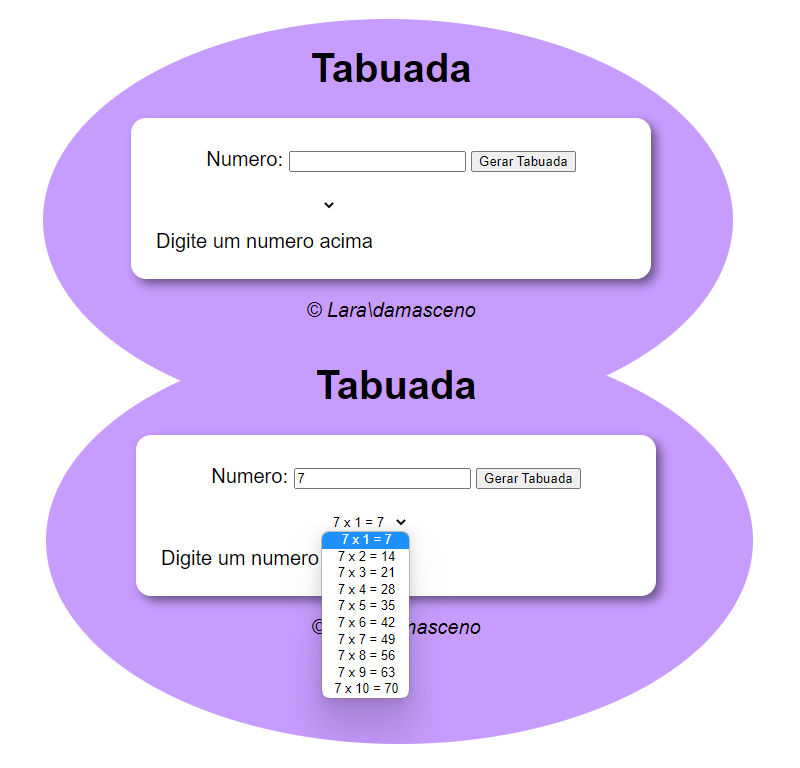 Tabuada
Numero: Gerar Tabuada
Digite um numero acima
© Lara\damasceno
Tabuada
Numero: 7 Gerar Tabuada
7 x 1 = 7
7 x 1 = 7
7 x 2 = 14
Digite um numero
7 x 3 = 21
7 x 4 = 28
7 x 5 = 35
7 x 6 = 42
© masceno
7 x 7 = 49
7 x 8 = 56
7 x 9 = 63
7 x 10 = 70